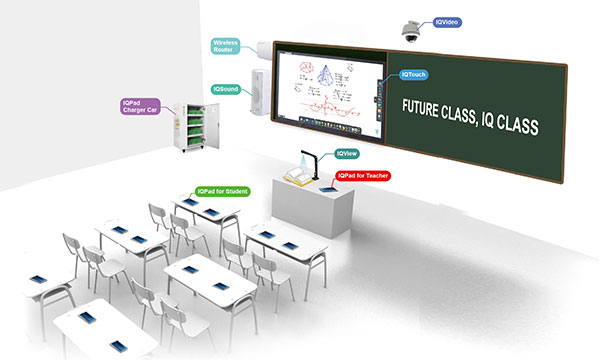 IQVideo
Wireless
Router
IQTouch
IQSound
IQPad
Charger Car
FUTURE CLASS, IQ CLASS
IQView
IQPad for Teacher
IQPad for Student